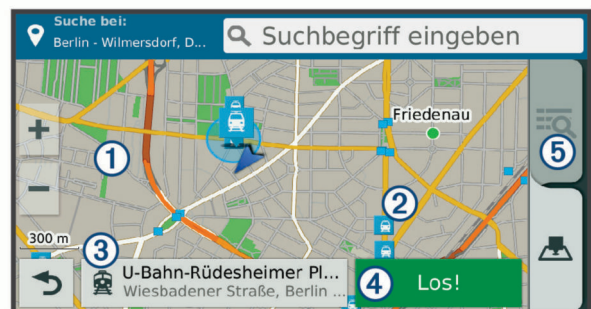 Suche bei:
Berlin - Wilmersdorf, D...
Suchbegriff eingeben
+
Friedenau
5
1
−
2
300 m
3
U-Bahn-Rüdesheimer Pl...
Wiesbadener Straße, Berlin ...
4
Los!